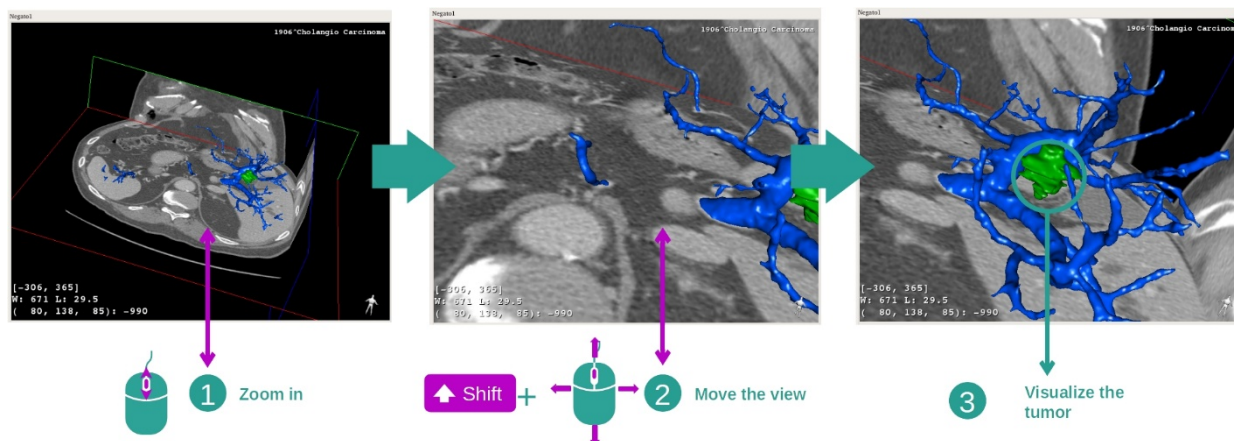 Negato1
1906^Cholangio Carcinoma
[-306, 365]
W: 671 L: 29.5
( 80, 138, 85): -990
Negato1
1906^Cholangio Carcinoma
[-306, 365]
W: 671 L: 29.5
( 80, 138, 85): -990
Negato1
1906^Cholangio Carcinom
[-306, 365]
W: 671 L: 29.5
( 80, 138, 85): -990
1 Zoom in
Shift + 2 Move the view
3 Visualize the
tumor